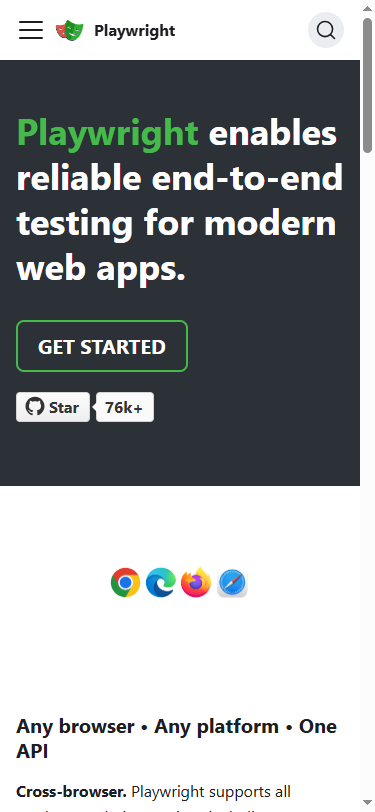 Playwright
Playwright enables
reliable end-to-end
testing for modern
web apps.
GET STARTED
Star
76k+
Any browser • Any platform • One
API
Cross-browser. Playwright supports all